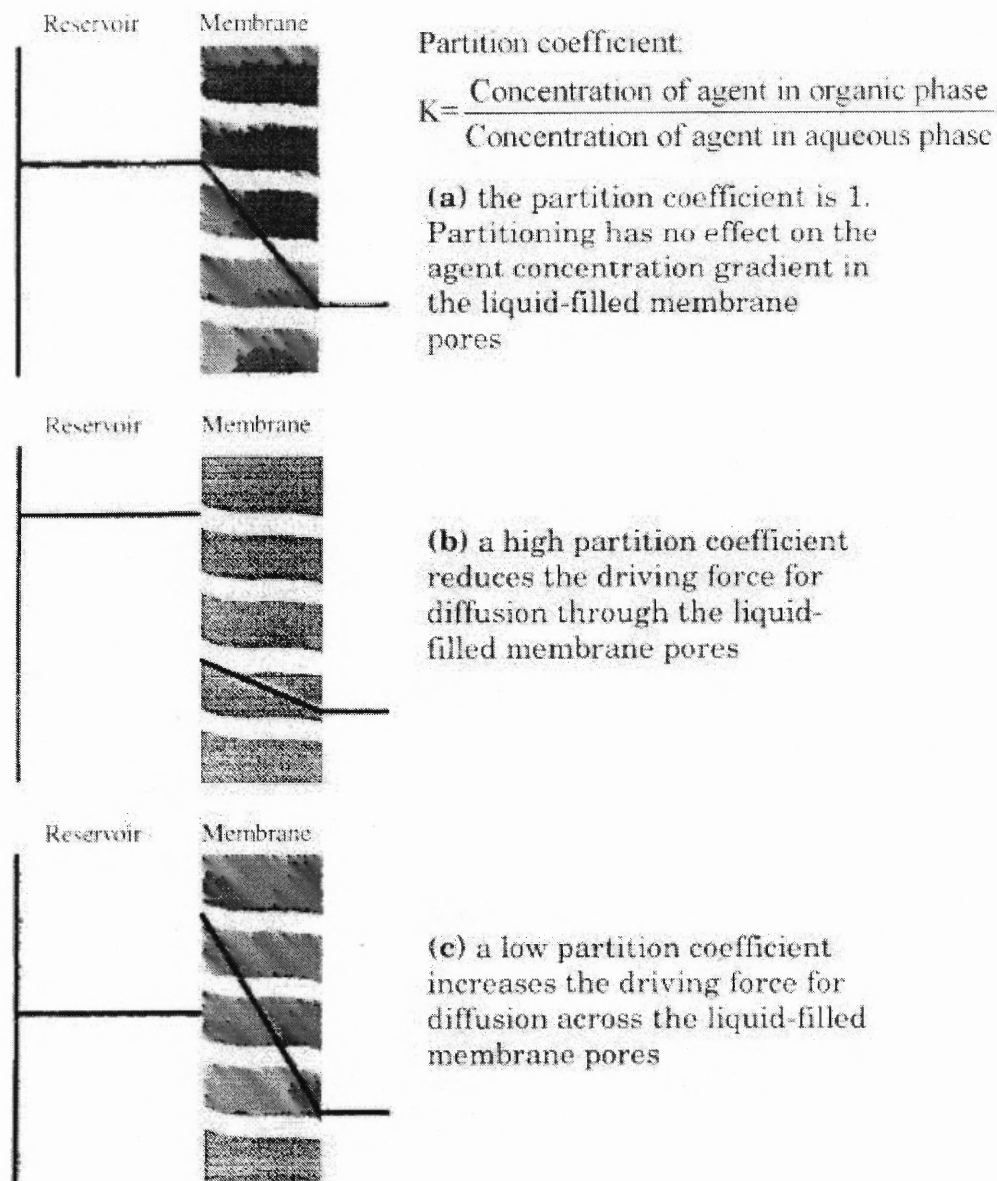 Reservoir Membrane
Partition coefficient:
K= Concentration of agent in organic phase
Concentration of agent in aqueous phase
(a) the partition coefficient is 1.
Partitioning has no effect on the
agent concentration gradient in
the liquid-filled membrane
pores
Reservoir Membrane
(b) a high partition coefficient
reduces the driving force for
diffusion through the liquid-
filled membrane pores
Reservoir Membrane
(c) a low partition coefficient
increases the driving force for
diffusion across the liquid-filled
membrane pores